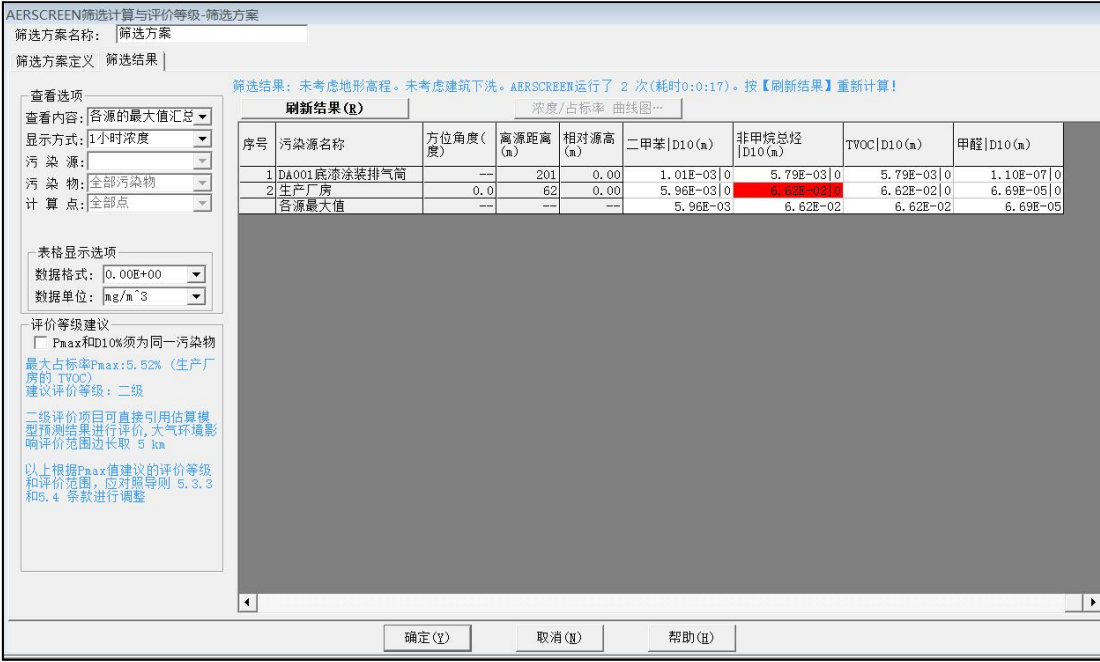 AERSCREEN筛选计算与评价等级-筛选方案
筛选方案名称: 筛选方案
筛选方案定义 筛选结果
筛选结果: 未考虑地形高程。未考虑建筑下洗。AERSCREEN运行了 2 次(耗时0:0:17)。按【刷新结果】重新计算!
查看选项
查看内容: 各源的最大值汇总
显示方式: 1小时浓度
污 染 源:
污 染 物: 全部污染物
计 算 点: 全部点
刷新结果(R) 浓度/占标率 曲线图…
序号 污染源名称 方位角度(度) 离源距离(m) 相对源高(m) 二甲苯|D10(m) 非甲烷总烃|D10(m) TVOC|D10(m) 甲醛|D10(m)
1 DA001底漆涂装排气筒 -- 201 0.00 1.01E-03|0 5.79E-03|0 5.79E-03|0 1.10E-07|0
2 生产厂房 0.0 62 0.00 5.96E-03|0 6.62E-02|0 6.62E-02|0 6.69E-05|0
各源最大值 -- -- -- 5.96E-03 6.62E-02 6.62E-02 6.69E-05
表格显示选项
数据格式: 0.00E+00
数据单位: mg/m^3
评价等级建议
Pmax和D10%须为同一污染物
最大占标率Pmax:5.52% (生产厂
房的 TVOC)
建议评价等级: 二级
二级评价项目可直接引用估算模
型预测结果进行评价,大气环境影
响评价范围边长取 5 km
以上根据Pmax值建议的评价等级
和评价范围, 应对照导则 5.3.3
和5.4 条款进行调整
确定(Y) 取消(N) 帮助(H)